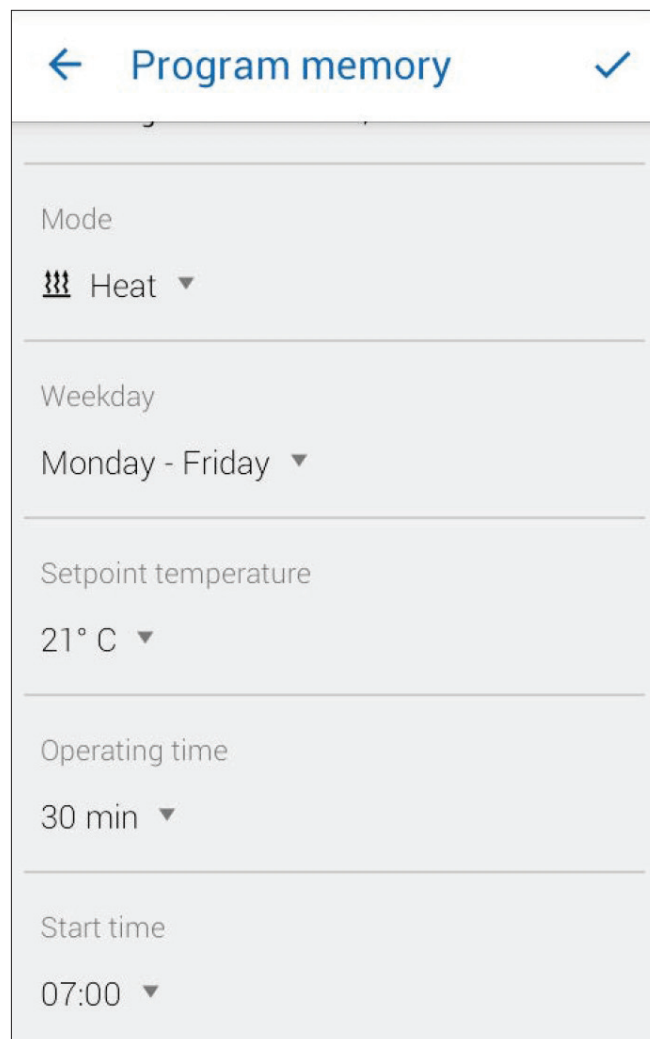 Program memory
Mode
Heat
Weekday
Monday - Friday
Setpoint temperature
21° C
Operating time
30 min
Start time
07:00